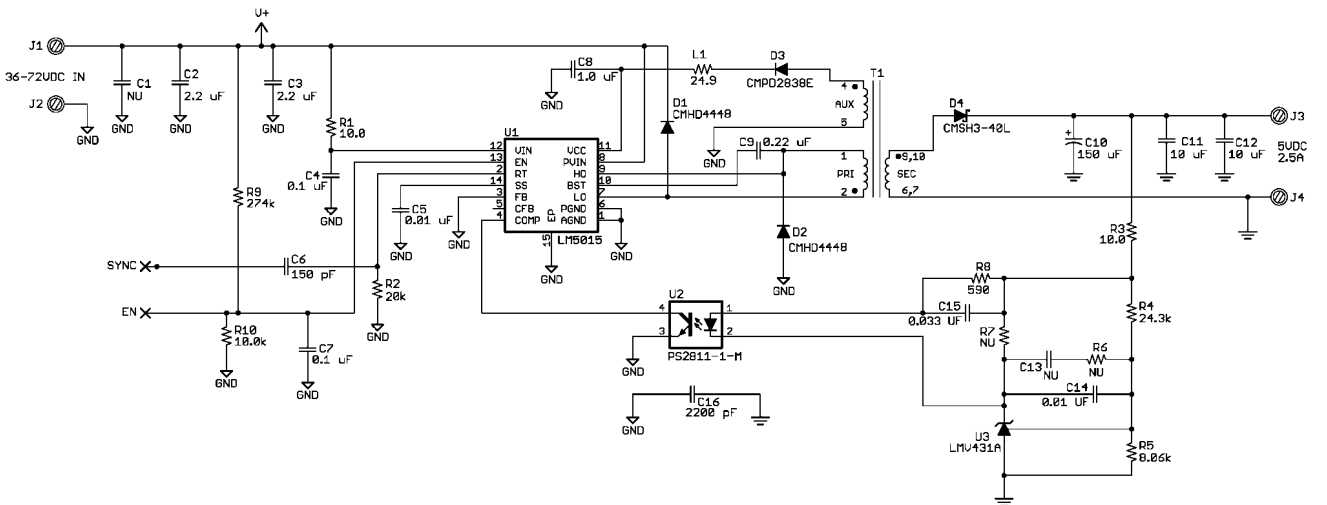 V+
J1
36-72VDC IN
J2
GND
C1
NU
GND
C2
2.2 uF
GND
C3
2.2 uF
GND
R1
10.0
C4
0.1 uF
GND
R9
274k
C5
0.01 uF
GND
GND
C8
1.0 uF
GND
L1
24.9
D3
CMPD2838E
T1
4
AUX
5
GND
D1
CMHD4448
U1
12 VIN VCC 11
13 EN PVIN 8
2 RT HO 9
14 SS BST 10
3 FB LO 7
5 CFB PGND 6
4 COMP AGND 1
EP
15
LM5015
GND
GND
C9 0.22 uF
1
PRI
2
9,10
SEC
6,7
D2
CMHD4448
GND
D4
CMSH3-40L
+
C10
150 uF
C11
10 uF
C12
10 uF
J3
5VDC
2.5A
J4
SYNC
C6
150 pF
R2
20k
GND
EN
R10
10.0k
GND
C7
0.1 uF
GND
U2
4
3
1
2
PS2811-1-M
GND
C16
2200 pF
GND
R3
10.0
R8
590
C15
0.033 UF
R4
24.3k
R7
NU
C13
NU
R6
NU
C14
0.01 UF
U3
LMV431A
R5
8.06k